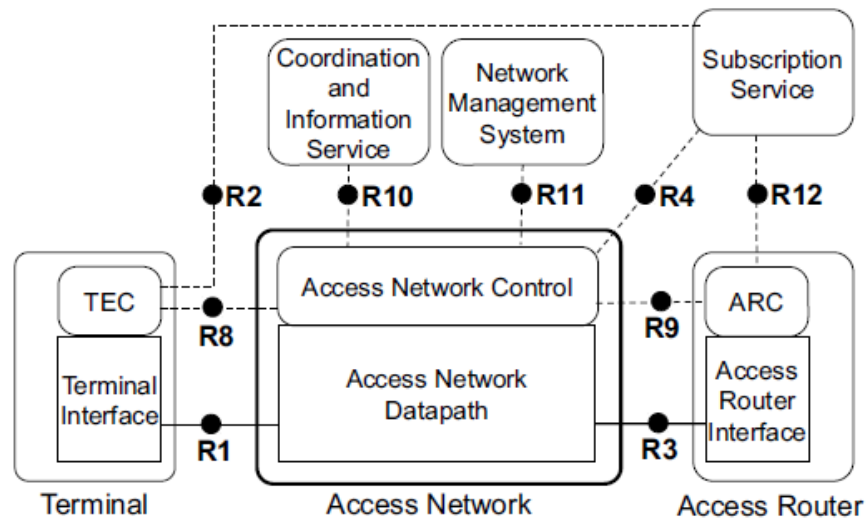 Coordination
and
Information
Service
Network
Management
System
Subscription
Service
R2
R10
R11
R4
R12
TEC
Access Network Control
ARC
R8
R9
Terminal
Interface
Access Network
Datapath
Access
Router
Interface
R1
R3
Terminal
Access Network
Access Router